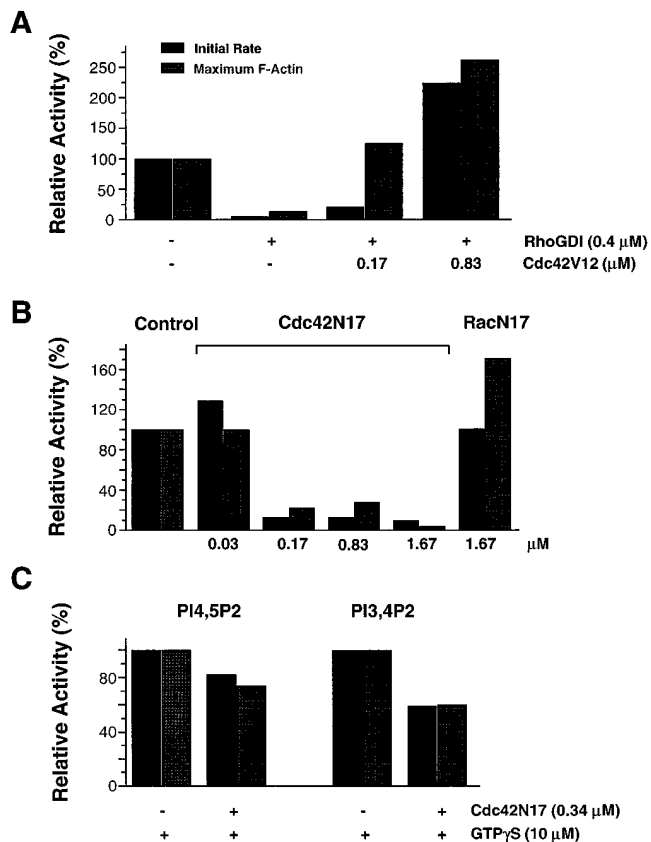 A
Relative Activity (%)
250
200
150
100
50
0
Initial Rate
Maximum F-Actin
- + + + RhoGDI (0.4 µM)
- - 0.17 0.83 Cdc42V12 (µM)
B
Relative Activity (%)
Control Cdc42N17 RacN17
160
120
80
40
0
0.03 0.17 0.83 1.67 1.67 µM
C
Relative Activity (%)
PI4,5P2 PI3,4P2
80
40
0
- + - + Cdc42N17 (0.34 µM)
+ + + + GTPγS (10 µM)